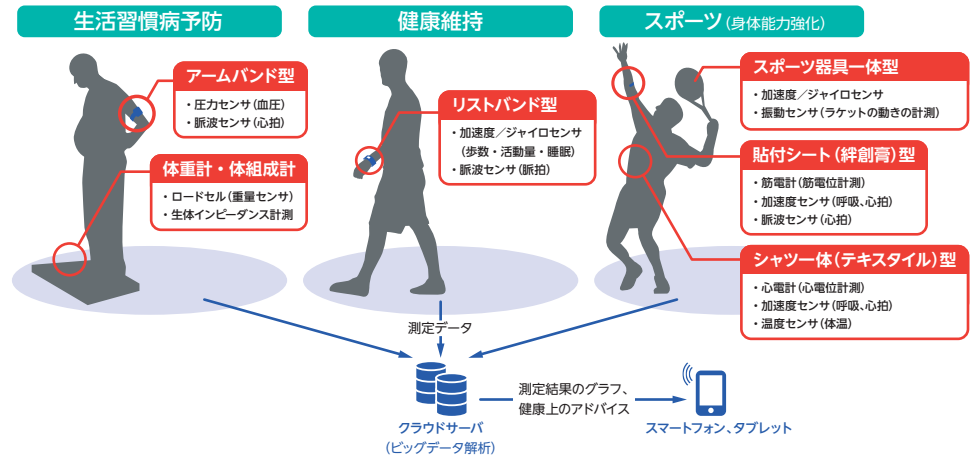 生活習慣病予防
健康維持
スポーツ(身体能力強化)
アームバンド型
・圧力センサ(血圧)
・脈波センサ(心拍)
体重計・体組成計
・ロードセル(重量センサ)
・生体インピーダンス計測
リストバンド型
・加速度／ジャイロセンサ
(歩数・活動量・睡眠)
・脈波センサ(脈拍)
スポーツ器具一体型
・加速度／ジャイロセンサ
・振動センサ(ラケットの動きの計測)
貼付シート(絆創膏)型
・筋電計(筋電位計測)
・加速度センサ(呼吸、心拍)
・脈波センサ(心拍)
シャツ一体(テキスタイル)型
・心電計(心電位計測)
・加速度センサ(呼吸、心拍)
・温度センサ(体温)
測定データ
クラウドサーバ
(ビッグデータ解析)
測定結果のグラフ、
健康上のアドバイス
スマートフォン、タブレット